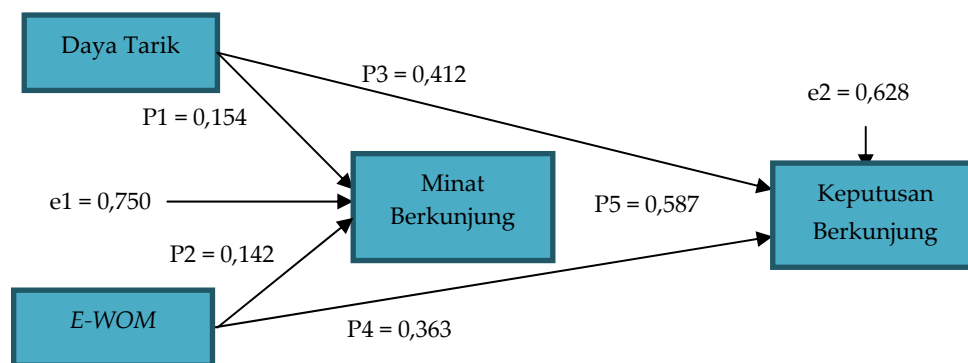 Daya Tarik
P3 = 0,412
e2 = 0,628
P1 = 0,154
Minat
Berkunjung
e1 = 0,750
P5 = 0,587
Keputusan
Berkunjung
P2 = 0,142
E-WOM
P4 = 0,363